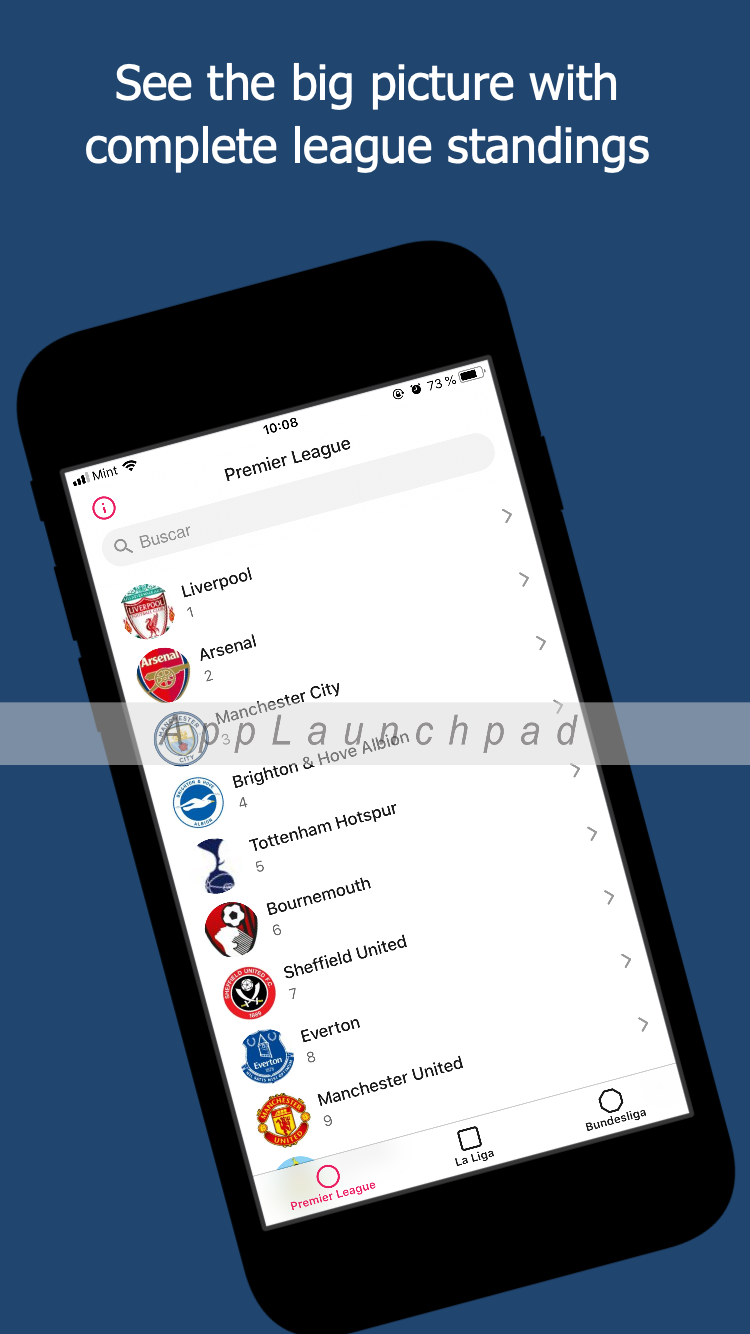 See the big picture with
complete league standings
Mint
10:08
73 %
Premier League
Buscar
Liverpool
1
Arsenal
2
Manchester City
3
AppLaunchpad
Brighton & Hove Albion
4
Tottenham Hotspur
5
Bournemouth
6
Sheffield United
7
Everton
8
Manchester United
9
Premier League
La Liga
Bundesliga